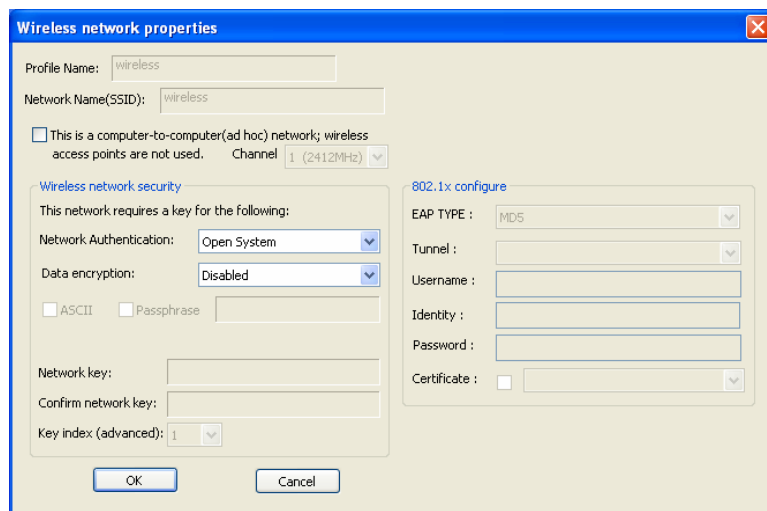 Wireless network properties
Profile Name: wireless
Network Name(SSID): wireless
This is a computer-to-computer(ad hoc) network; wireless
access points are not used. Channel 1 (2412MHz)
Wireless network security
This network requires a key for the following:
Network Authentication: Open System
Data encryption: Disabled
ASCII Passphrase
Network key:
Confirm network key:
Key index (advanced): 1
802.1x configure
EAP TYPE : MD5
Tunnel :
Username :
Identity :
Password :
Certificate :
OK Cancel